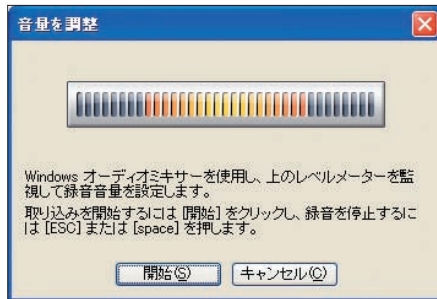 音量を調整
Windows オーディオミキサーを使用し、上のレベルメーターを監
視して録音音量を設定します。
取り込みを開始するには [開始] をクリックし、録音を停止するに
は [ESC] または [space] を押します。
開始(S)
キャンセル(C)